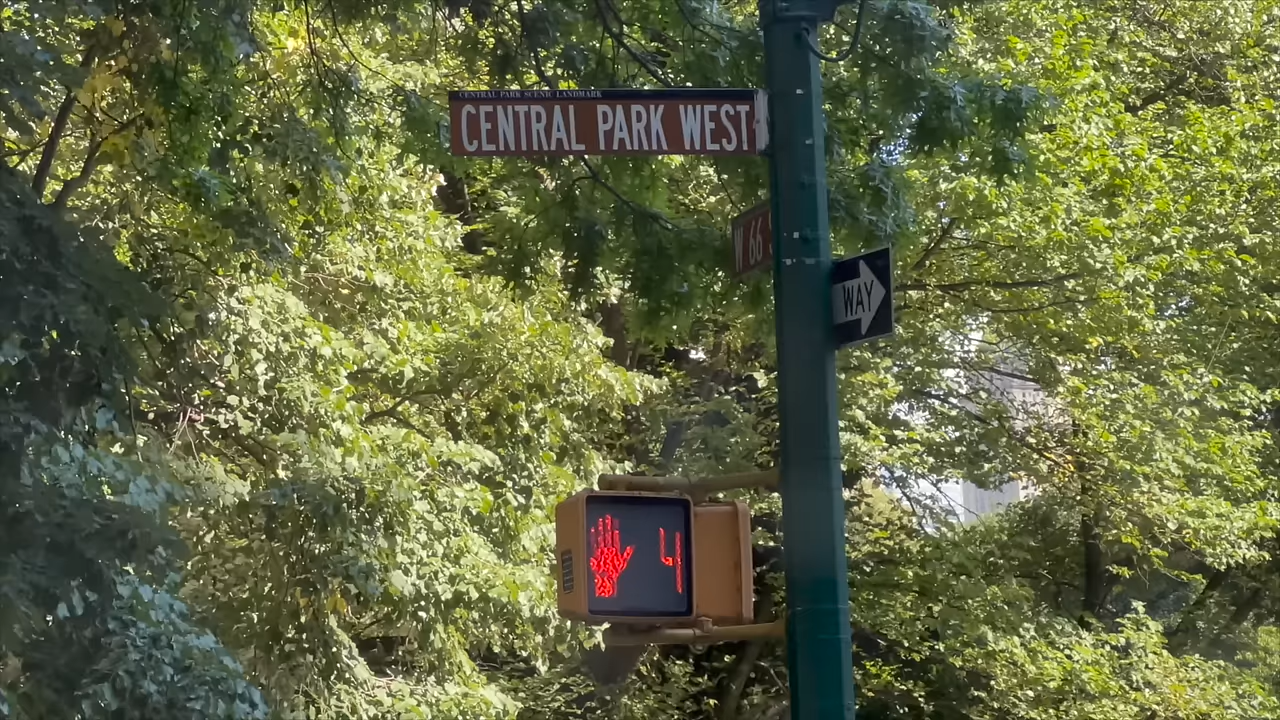 CENTRAL PARK SCENIC LANDMARK
CENTRAL PARK WEST
W 66
WAY
4